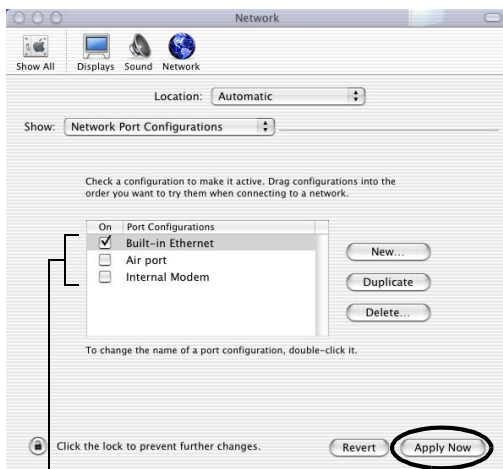 Network
Show All Displays Sound Network
Location: Automatic
Show: Network Port Configurations
Check a configuration to make it active. Drag configurations into the
order you want to try them when connecting to a network.
On Port Configurations
Built-in Ethernet
Air port
Internal Modem
New...
Duplicate
Delete...
To change the name of a port configuration, double-click it.
Click the lock to prevent further changes.
Revert Apply Now